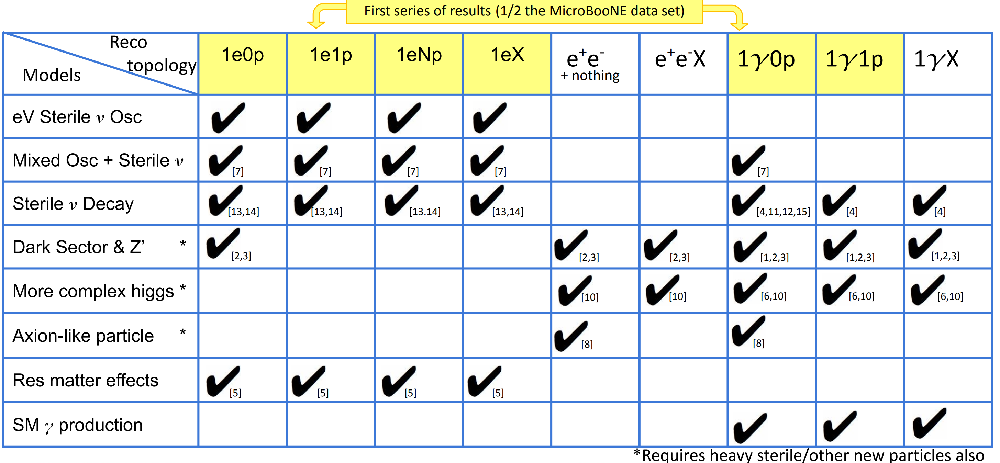 First series of results (1/2 the MicroBooNE data set)
Reco
topology
Models
1e0p
1e1p
1eNp
1eX
e⁺e⁻
+ nothing
e⁺e⁻X
1γ0p
1γ1p
1γX
eV Sterile ν Osc
✔ ✔ ✔ ✔
Mixed Osc + Sterile ν
✔[7] ✔[7] ✔[7] ✔[7] ✔[7]
Sterile ν Decay
✔[13,14] ✔[13,14] ✔[13.14] ✔[13,14] ✔[4,11,12,15] ✔[4] ✔[4]
Dark Sector & Z’ *
✔[2,3] ✔[2,3] ✔[2,3] ✔[1,2,3] ✔[1,2,3] ✔[1,2,3]
More complex higgs *
✔[10] ✔[10] ✔[6,10] ✔[6,10] ✔[6,10]
Axion-like particle *
✔[8] ✔[8]
Res matter effects
✔[5] ✔[5] ✔[5] ✔[5]
SM γ production
✔ ✔ ✔
*Requires heavy sterile/other new particles also